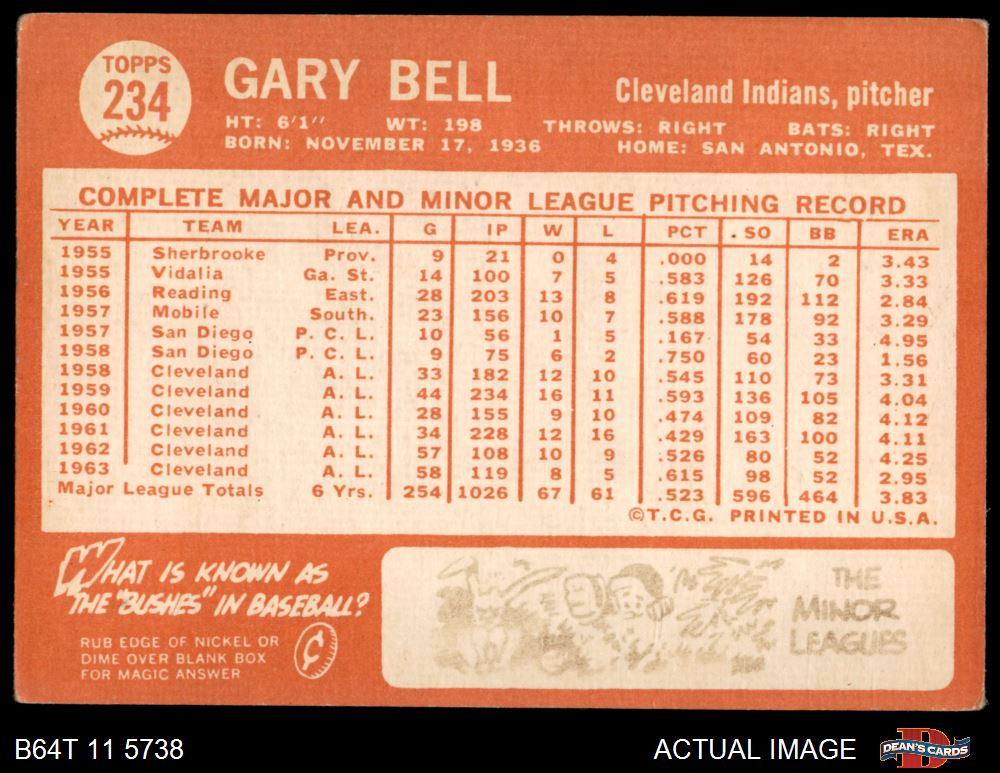 TOPPS
234
GARY BELL
Cleveland Indians, pitcher
HT: 6'1" WT: 198 THROWS: RIGHT BATS: RIGHT
BORN: NOVEMBER 17, 1936 HOME: SAN ANTONIO, TEX.
COMPLETE MAJOR AND MINOR LEAGUE PITCHING RECORD
YEAR TEAM LEA. G IP W L PCT . SO BB ERA
1955 Sherbrooke Prov. 9 21 0 4 .000 14 2 3.43
1955 Vidalia Ga. St. 14 100 7 5 .583 126 70 3.33
1956 Reading East. 28 203 13 8 .619 192 112 2.84
1957 Mobile South. 23 156 10 7 .588 178 92 3.29
1957 San Diego P. C. L. 10 56 1 5 .167 54 33 4.95
1958 San Diego P. C. L. 9 75 6 2 .750 60 23 1.56
1958 Cleveland A. L. 33 182 12 10 .545 110 73 3.31
1959 Cleveland A. L. 44 234 16 11 .593 136 105 4.04
1960 Cleveland A. L. 28 155 9 10 .474 109 82 4.12
1961 Cleveland A. L. 34 228 12 16 .429 163 100 4.11
1962 Cleveland A. L. 57 108 10 9 .526 80 52 4.25
1963 Cleveland A. L. 58 119 8 5 .615 98 52 2.95
Major League Totals 6 Yrs. 254 1026 67 61 .523 596 464 3.83
©T.C.G. PRINTED IN U.S.A.
WHAT IS KNOWN AS
THE "BUSHES" IN BASEBALL?
RUB EDGE OF NICKEL OR
DIME OVER BLANK BOX
FOR MAGIC ANSWER
¢
THE
MINOR
LEAGUES
B64T 11 5738
ACTUAL IMAGE
DEAN'S CARDS